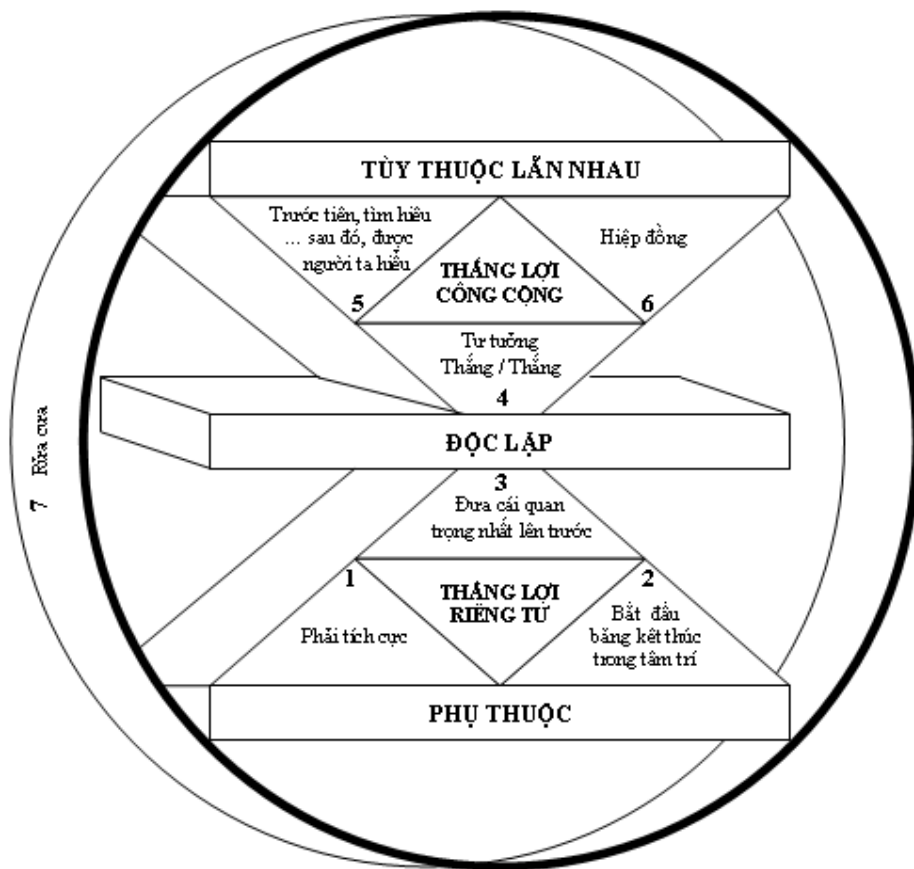 TÙY THUỘC LẪN NHAU
Trước tiên, tìm hiểu
... sau đó, được
người ta hiểu
5
Hiệp đồng
6
THẮNG LỢI
CÔNG CỘNG
Tư tưởng
Thắng / Thắng
4
ĐỘC LẬP
3
Đưa cái quan
trọng nhất lên trước
1
Phải tích cực
THẮNG LỢI
RIÊNG TƯ
2
Bắt đầu
bằng kết thúc
trong tâm trí
PHỤ THUỘC
7 Rửa cưa